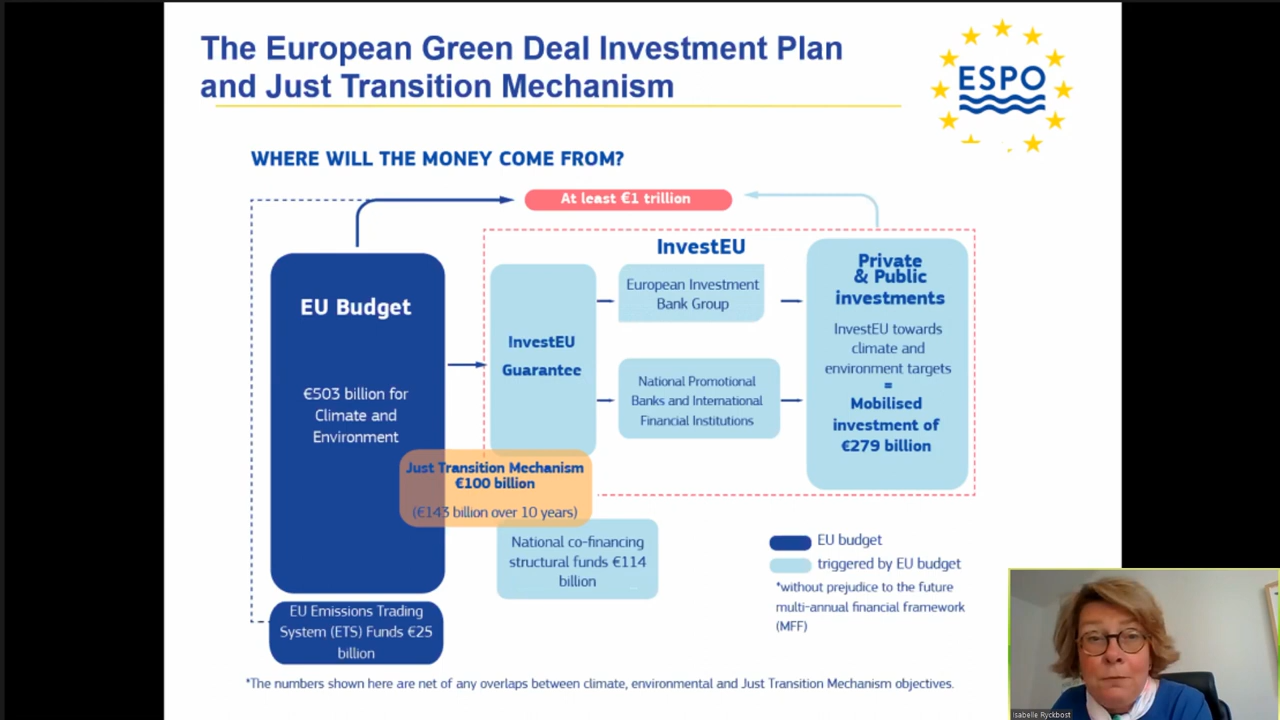 The European Green Deal Investment Plan
and Just Transition Mechanism
ESPO
WHERE WILL THE MONEY COME FROM?
At least €1 trillion
InvestEU
EU Budget
€503 billion for
Climate and
Environment
InvestEU
Guarantee
European Investment
Bank Group
National Promotional
Banks and International
Financial Institutions
Private
& Public
investments
InvestEU towards
climate and
environment targets
=
Mobilised
investment of
€279 billion
Just Transition Mechanism
€100 billion
(€143 billion over 10 years)
National co-financing
structural funds €114
billion
EU budget
triggered by EU budget
*without prejudice to the future
multi-annual financial framework
(MFF)
EU Emissions Trading
System (ETS) Funds €25
billion
*The numbers shown here are net of any overlaps between climate, environmental and Just Transition Mechanism objectives.
Isabelle Ryckbost